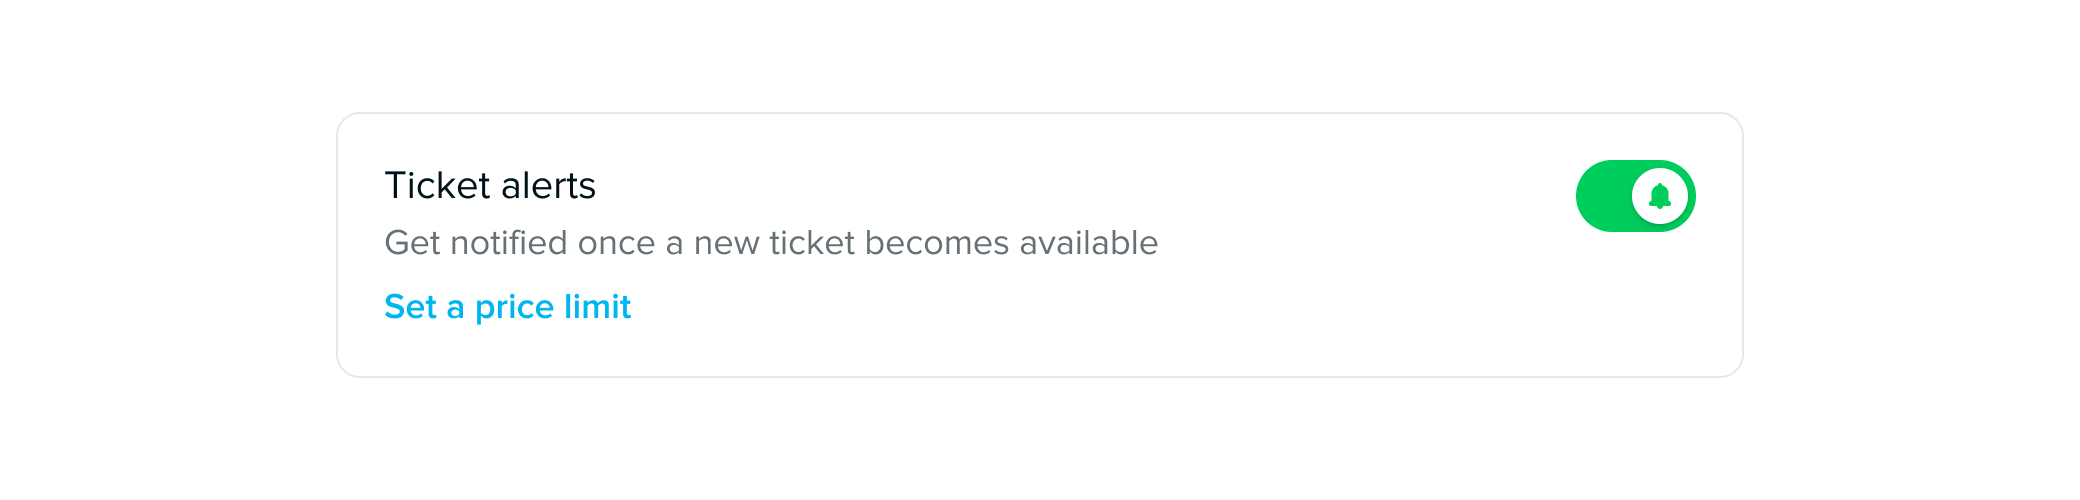 Ticket alerts
Get notified once a new ticket becomes available
Set a price limit